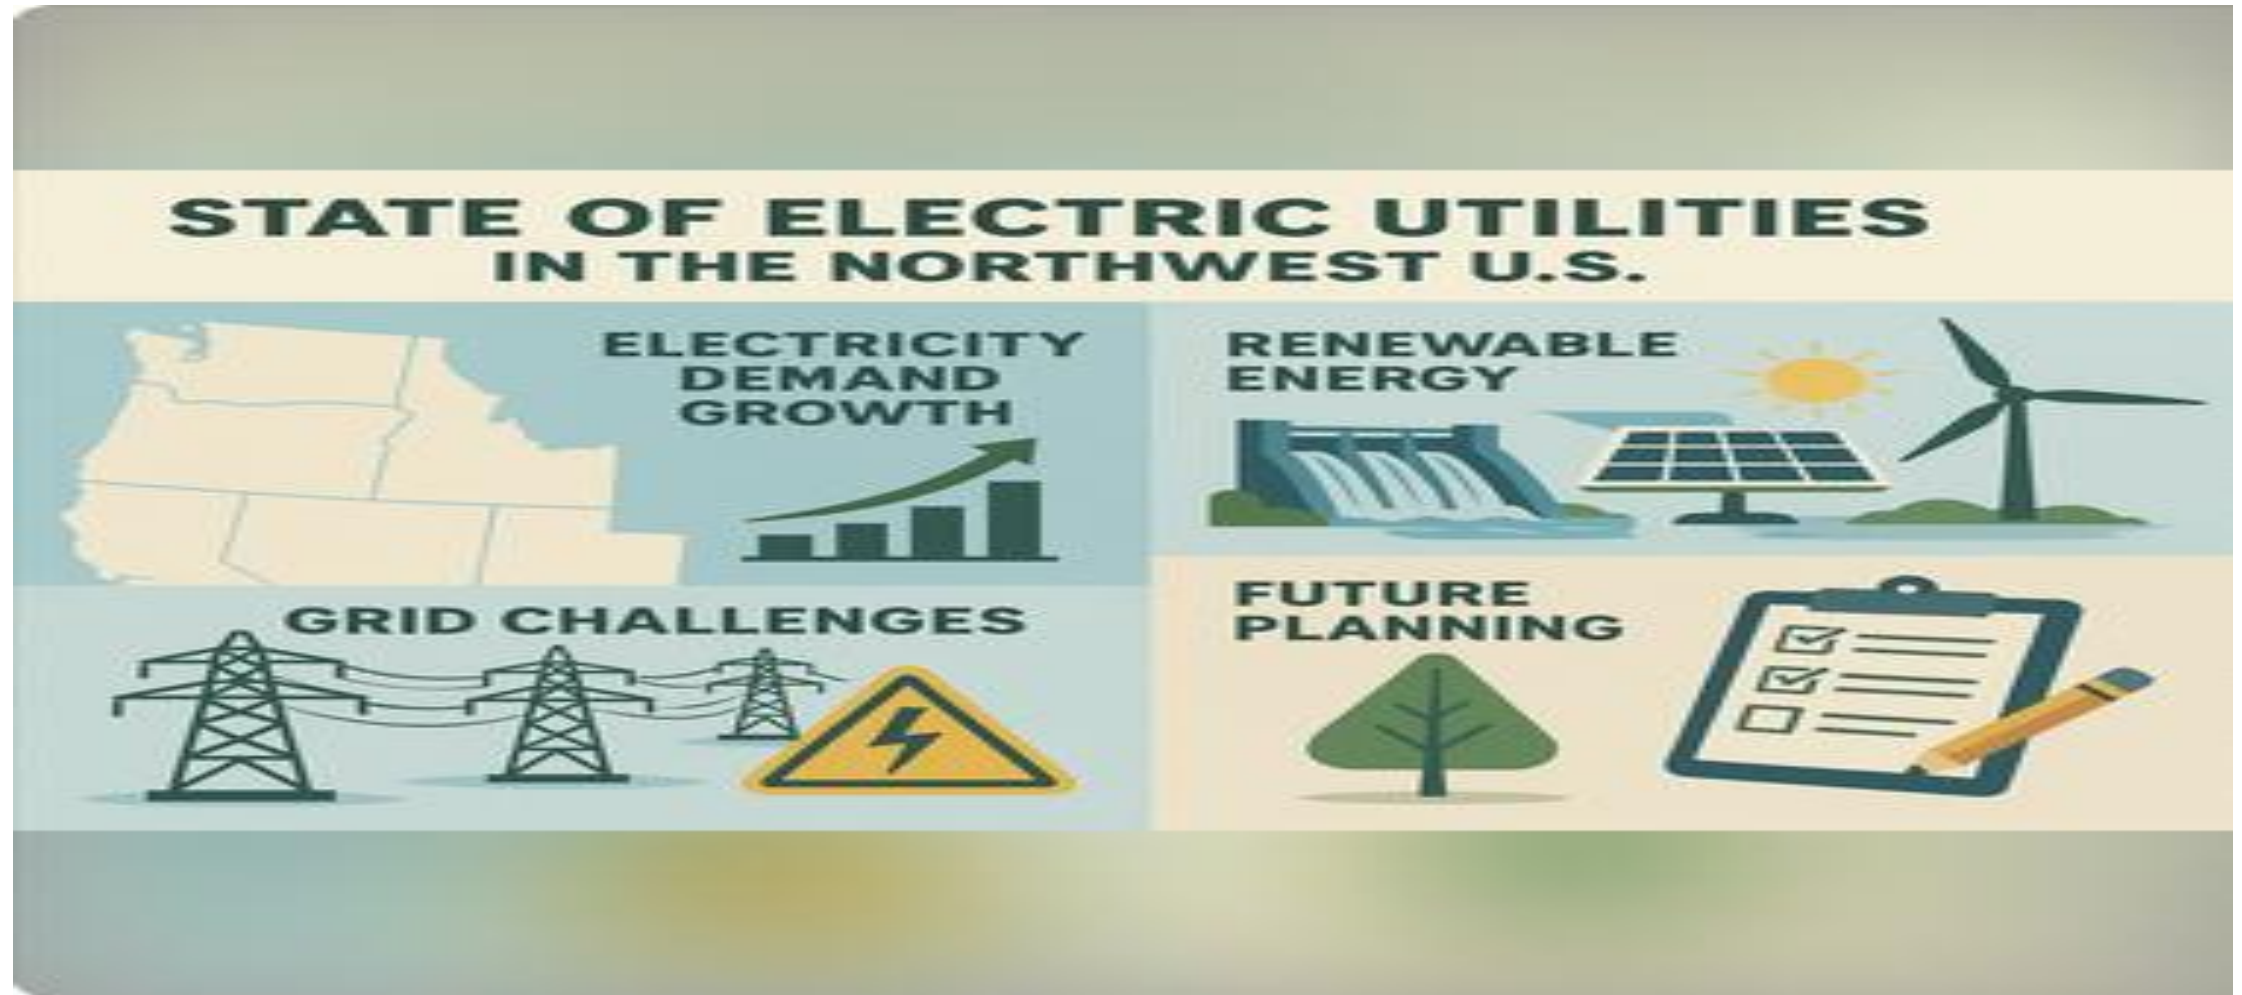 STATE OF ELECTRIC UTILITIES
IN THE NORTHWEST U.S.
ELECTRICITY
DEMAND
GROWTH
RENEWABLE
ENERGY
GRID CHALLENGES
FUTURE
PLANNING